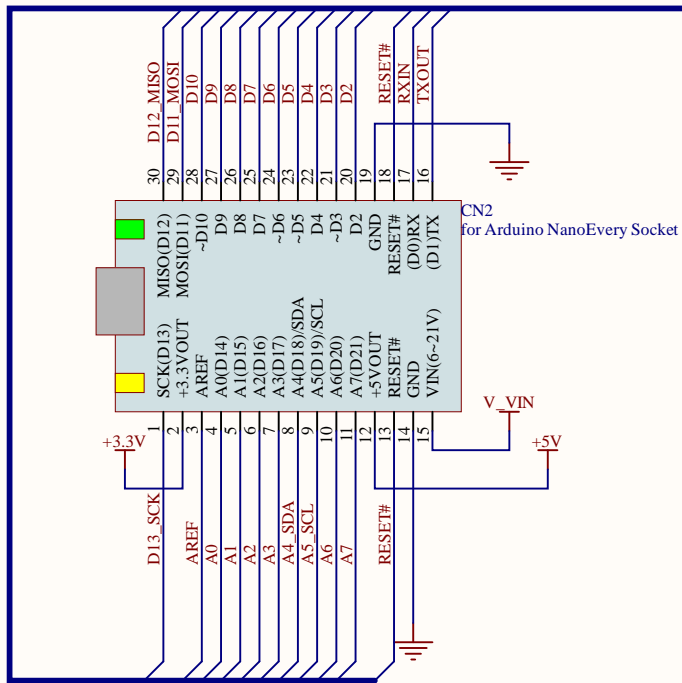 D12_MISO
D11_MOSI
D10
D9
D8
D7
D6
D5
D4
D3
D2
RESET#
RXIN
TXOUT
30
29
28
27
26
25
24
23
22
21
20
19
18
17
16
MISO(D12)
MOSI(D11)
~D10
D9
D8
D7
~D6
~D5
D4
~D3
D2
GND
RESET#
(D0)RX
(D1)TX
CN2
for Arduino NanoEvery Socket
SCK(D13)
+3.3VOUT
AREF
A0(D14)
A1(D15)
A2(D16)
A3(D17)
A4(D18)/SDA
A5(D19)/SCL
A6(D20)
A7(D21)
+5VOUT
RESET#
GND
VIN(6~21V)
1
2
3
4
5
6
7
8
9
10
11
12
13
14
15
V_VIN
+3.3V
+5V
D13_SCK
AREF
A0
A1
A2
A3
A4_SDA
A5_SCL
A6
A7
RESET#